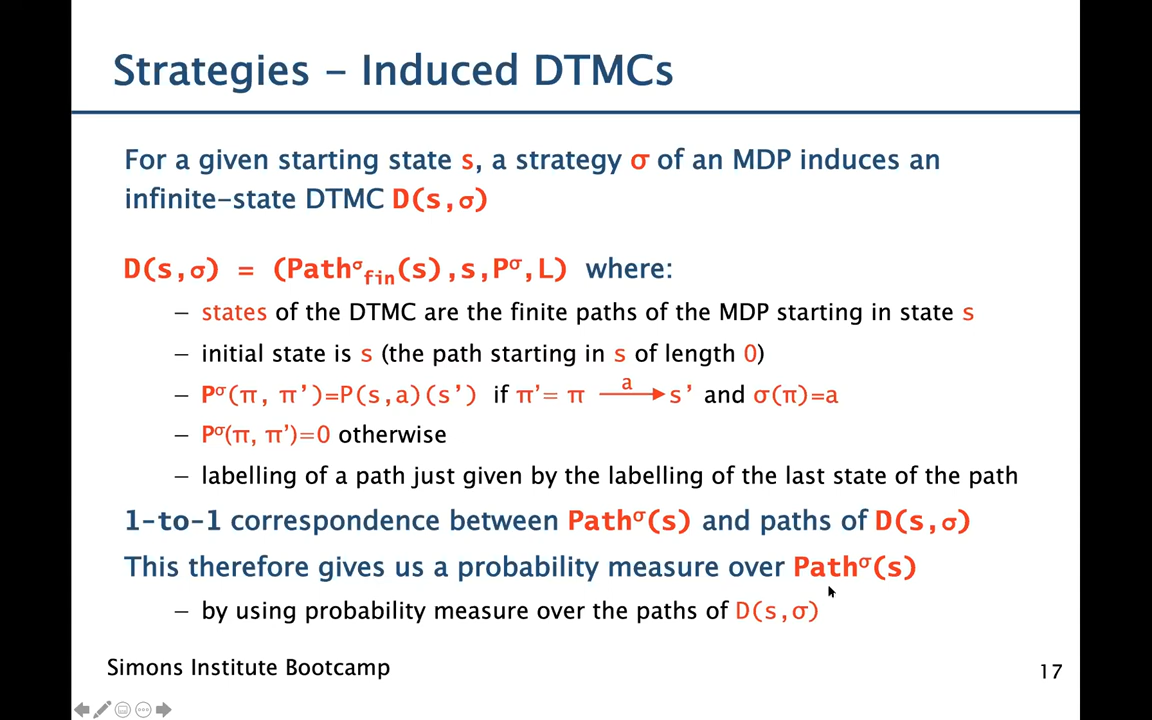 Strategies – Induced DTMCs
For a given starting state s, a strategy σ of an MDP induces an
infinite-state DTMC D(s,σ)
D(s,σ) = (Pathσfin(s),s,Pσ,L) where:
– states of the DTMC are the finite paths of the MDP starting in state s
– initial state is s (the path starting in s of length 0)
– Pσ(π, π’)=P(s,a)(s’) if π’= π a→ s’ and σ(π)=a
– Pσ(π, π’)=0 otherwise
– labelling of a path just given by the labelling of the last state of the path
1-to-1 correspondence between Pathσ(s) and paths of D(s,σ)
This therefore gives us a probability measure over Pathσ(s)
– by using probability measure over the paths of D(s,σ)
Simons Institute Bootcamp
17